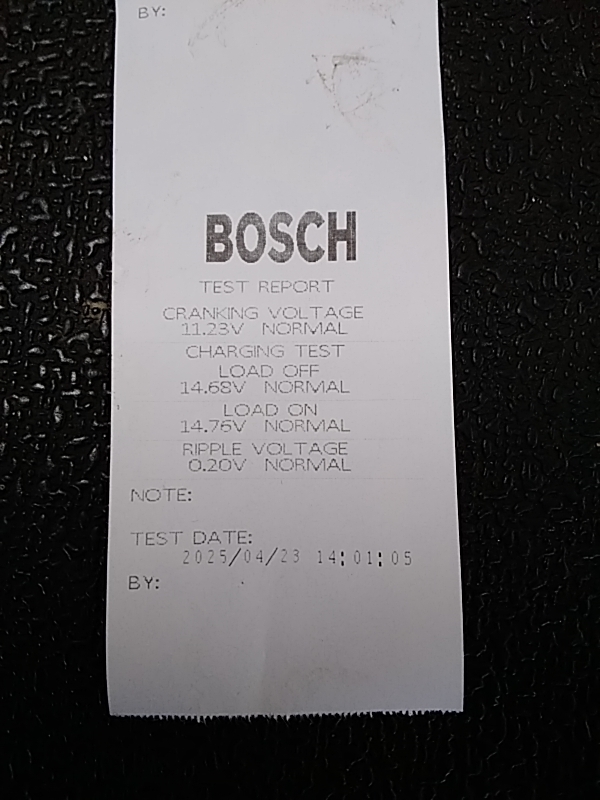 BY:
BOSCH
TEST REPORT
CRANKING VOLTAGE
11.23V NORMAL
CHARGING TEST
LOAD OFF
14.68V NORMAL
LOAD ON
14.76V NORMAL
RIPPLE VOLTAGE
0.20V NORMAL
NOTE:
TEST DATE:
2025/04/23 14:01:05
BY: